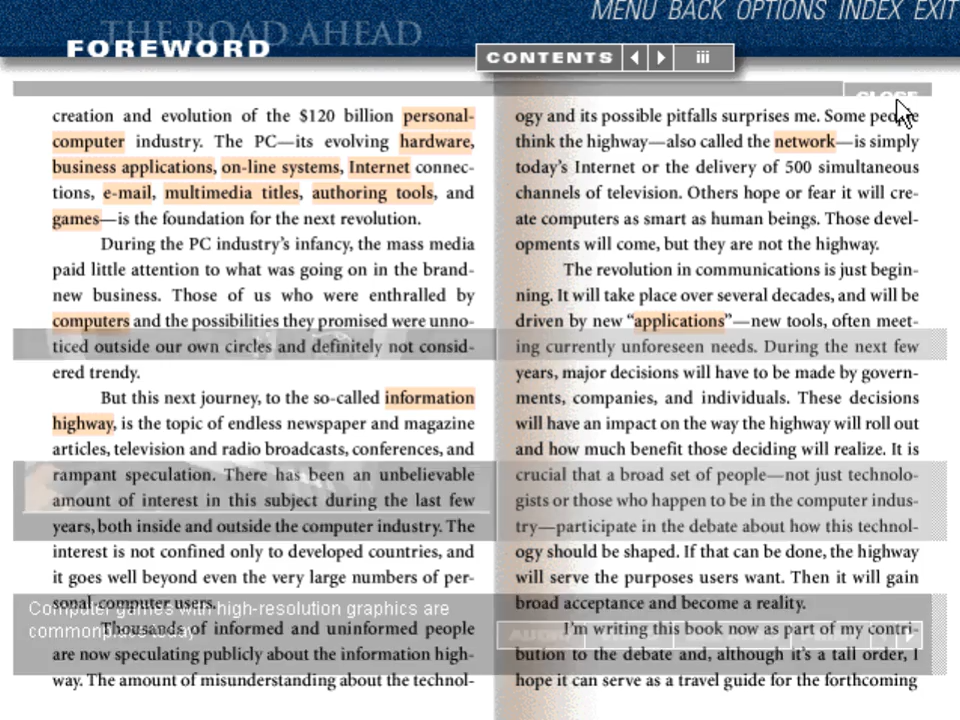 MENU BACK OPTIONS INDEX EXIT
THE ROAD AHEAD
FOREWORD
CONTENTS iii
CLOSE
creation and evolution of the $120 billion personal-
computer industry. The PC—its evolving hardware,
business applications, on-line systems, Internet connec-
tions, e-mail, multimedia titles, authoring tools, and
games—is the foundation for the next revolution.
During the PC industry's infancy, the mass media
paid little attention to what was going on in the brand-
new business. Those of us who were enthralled by
computers and the possibilities they promised were unno-
ticed outside our own circles and definitely not consid-
ered trendy.
But this next journey, to the so-called information
highway, is the topic of endless newspaper and magazine
articles, television and radio broadcasts, conferences, and
rampant speculation. There has been an unbelievable
amount of interest in this subject during the last few
years, both inside and outside the computer industry. The
interest is not confined only to developed countries, and
it goes well beyond even the very large numbers of per-
sonal-computer users.
Thousands of informed and uninformed people
are now speculating publicly about the information high-
way. The amount of misunderstanding about the technol-
Computer games with high-resolution graphics are
commonplace today
ogy and its possible pitfalls surprises me. Some people
think the highway—also called the network—is simply
today's Internet or the delivery of 500 simultaneous
channels of television. Others hope or fear it will cre-
ate computers as smart as human beings. Those devel-
opments will come, but they are not the highway.
The revolution in communications is just begin-
ning. It will take place over several decades, and will be
driven by new “applications”—new tools, often meet-
ing currently unforeseen needs. During the next few
years, major decisions will have to be made by govern-
ments, companies, and individuals. These decisions
will have an impact on the way the highway will roll out
and how much benefit those deciding will realize. It is
crucial that a broad set of people—not just technolo-
gists or those who happen to be in the computer indus-
try—participate in the debate about how this technol-
ogy should be shaped. If that can be done, the highway
will serve the purposes users want. Then it will gain
broad acceptance and become a reality.
I'm writing this book now as part of my contri-
bution to the debate and, although it's a tall order, I
hope it can serve as a travel guide for the forthcoming